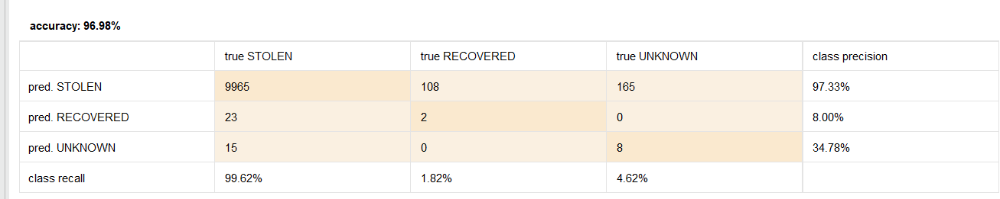 accuracy: 96.98%
true STOLEN true RECOVERED true UNKNOWN class precision
pred. STOLEN 9965 108 165 97.33%
pred. RECOVERED 23 2 0 8.00%
pred. UNKNOWN 15 0 8 34.78%
class recall 99.62% 1.82% 4.62%